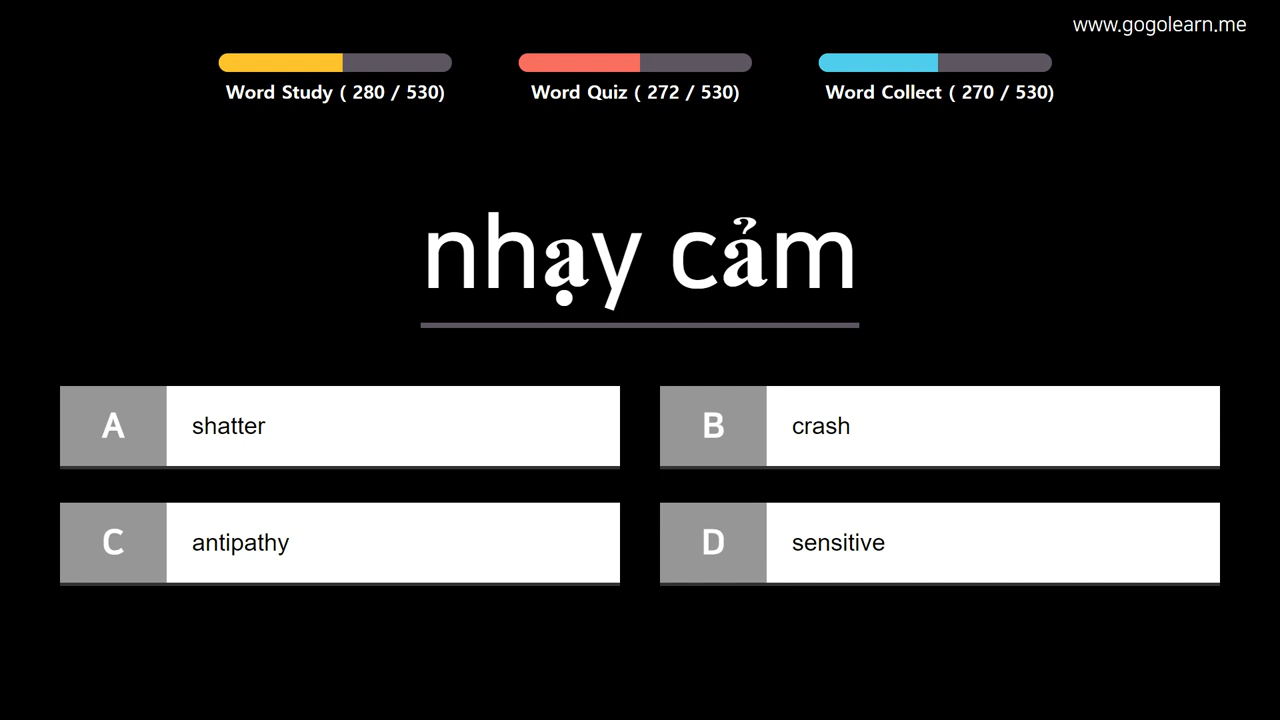 www.gogolearn.me
Word Study ( 280 / 530)
Word Quiz ( 272 / 530)
Word Collect ( 270 / 530)
nhạy cảm
A shatter
B crash
C antipathy
D sensitive